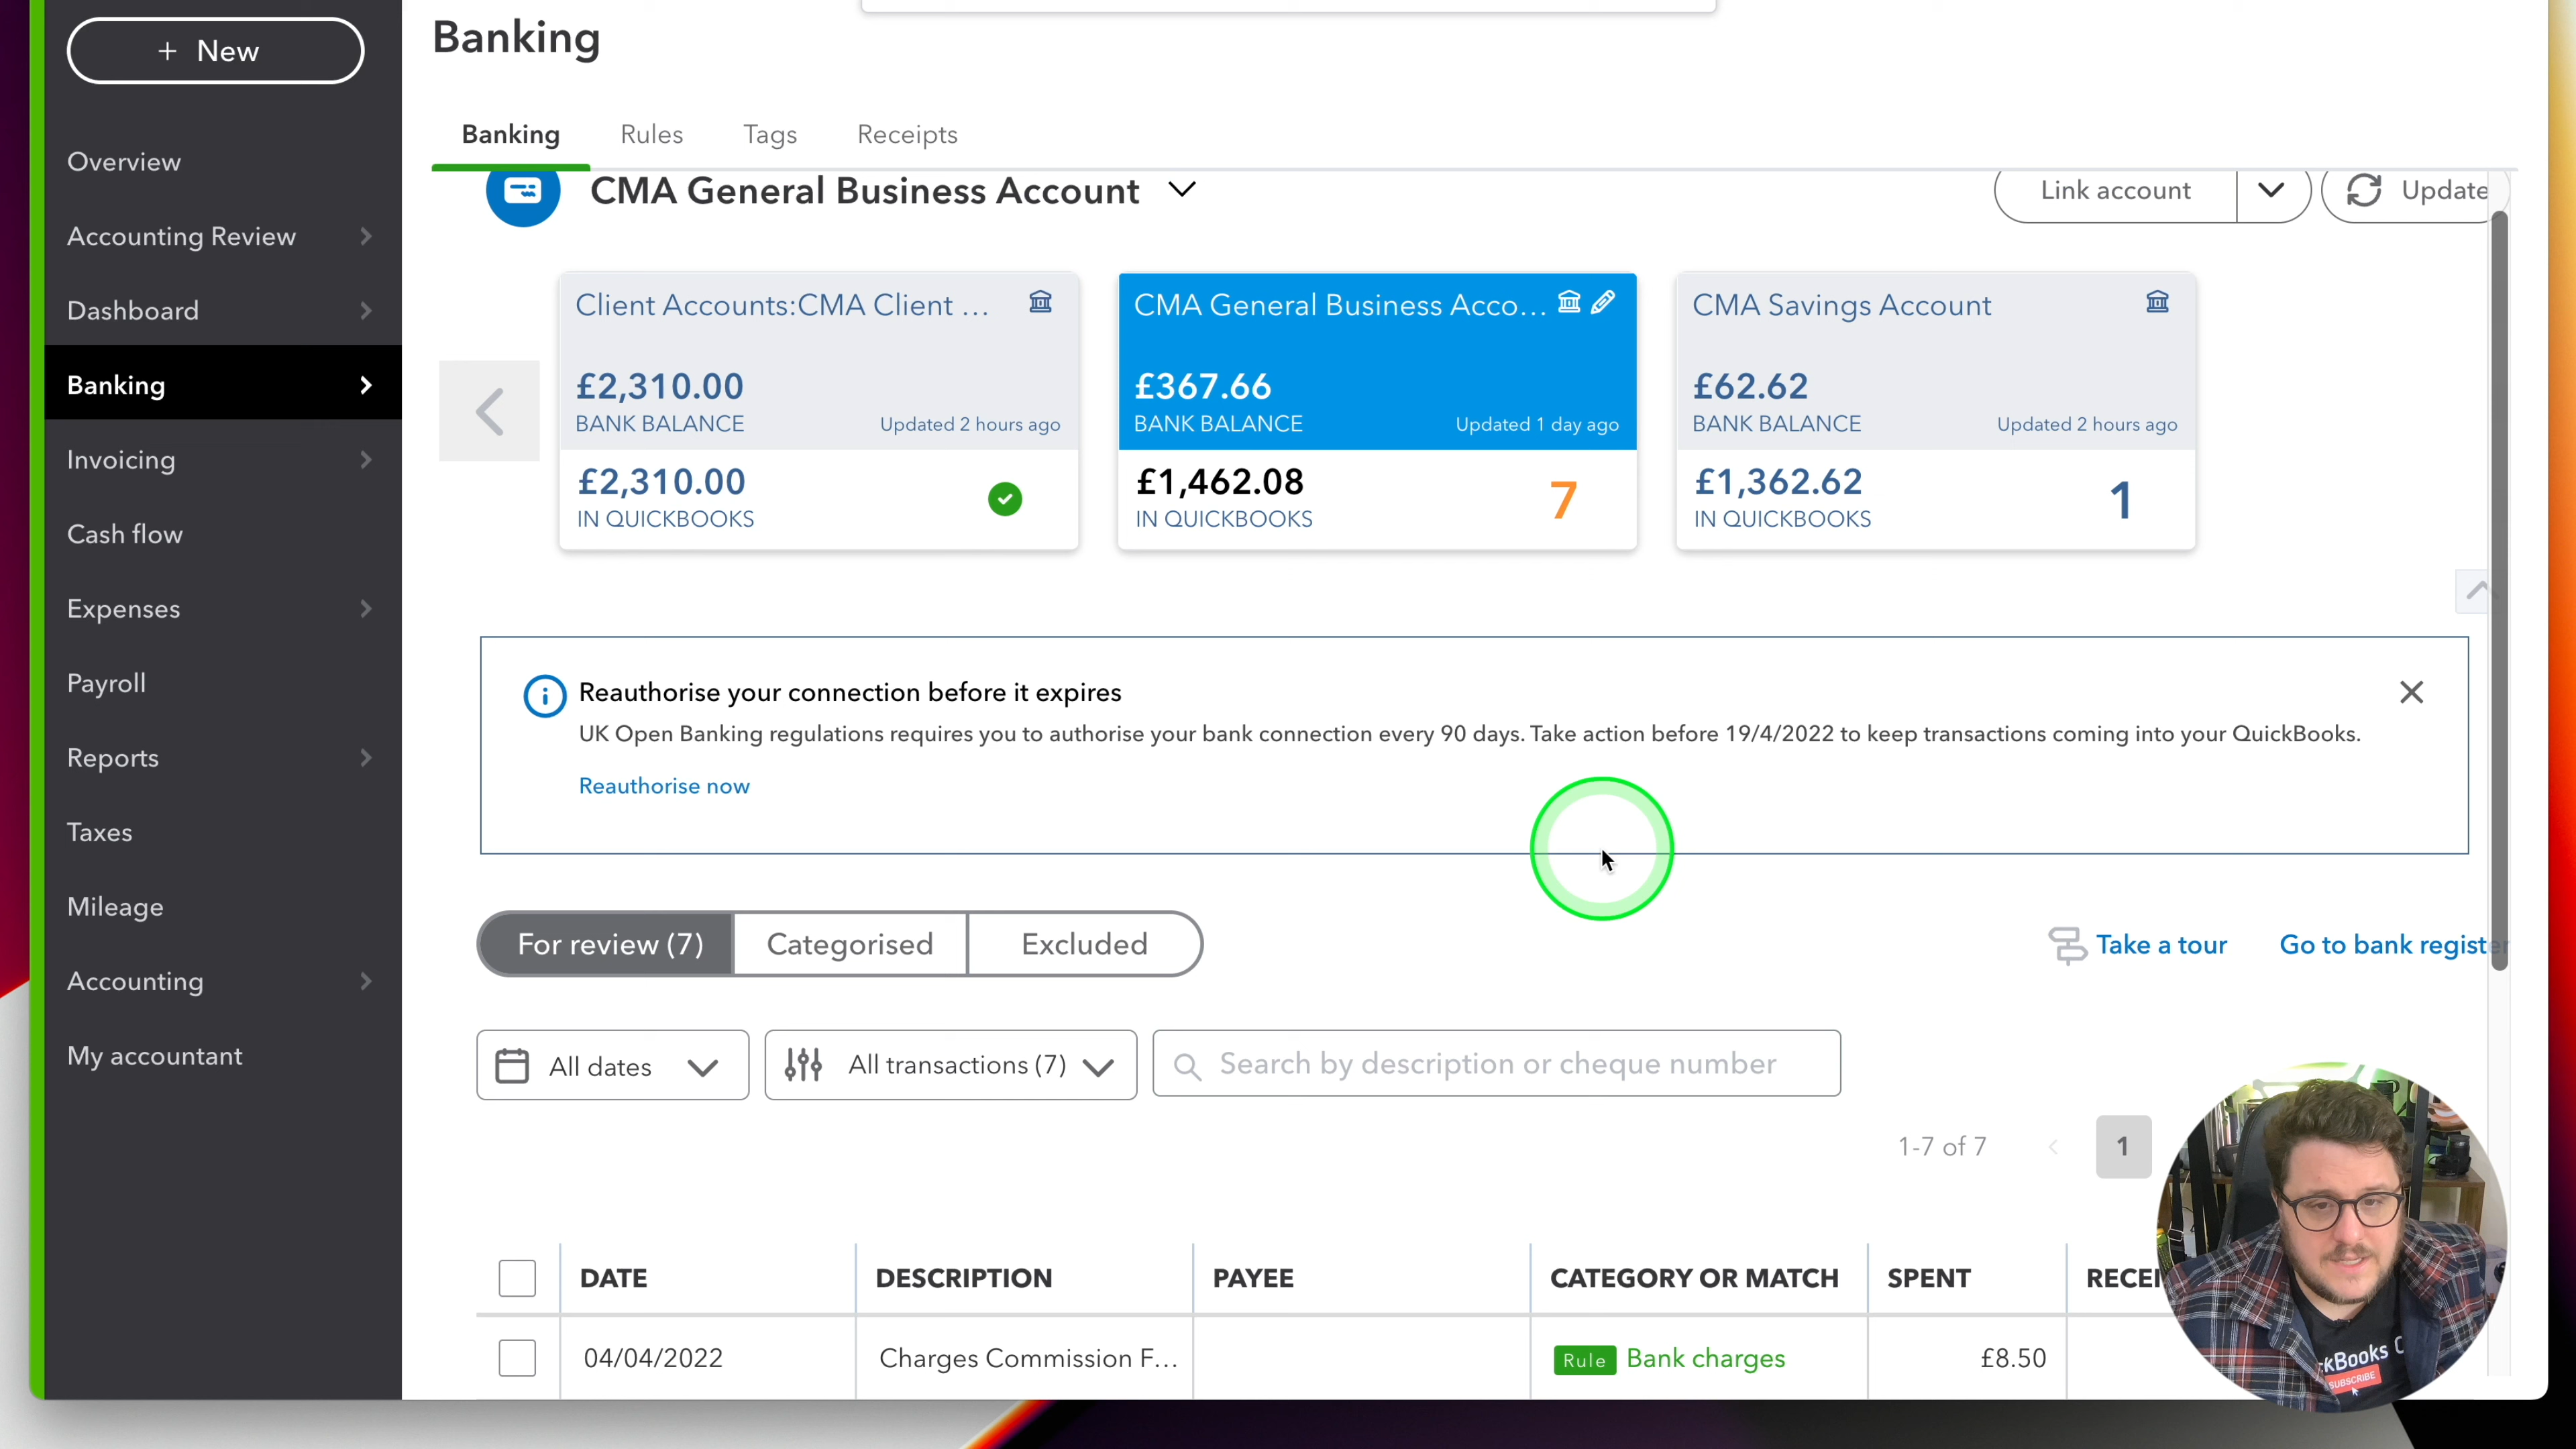 + New
Overview
Accounting Review
Dashboard
Banking
Invoicing
Cash flow
Expenses
Payroll
Reports
Taxes
Mileage
Accounting
My accountant
Banking
Banking Rules Tags Receipts
CMA General Business Account
Link account
Update
Client Accounts:CMA Client ...
£2,310.00
BANK BALANCE Updated 2 hours ago
£2,310.00
IN QUICKBOOKS
CMA General Business Acco...
£367.66
BANK BALANCE Updated 1 day ago
£1,462.08
7
IN QUICKBOOKS
CMA Savings Account
£62.62
BANK BALANCE Updated 2 hours ago
£1,362.62
1
IN QUICKBOOKS
Reauthorise your connection before it expires
UK Open Banking regulations requires you to authorise your bank connection every 90 days. Take action before 19/4/2022 to keep transactions coming into your QuickBooks.
Reauthorise now
For review (7) Categorised Excluded
Take a tour Go to bank register
All dates All transactions (7) Search by description or cheque number
1-7 of 7 1
DATE DESCRIPTION PAYEE CATEGORY OR MATCH SPENT RECEI
04/04/2022 Charges Commission F... Rule Bank charges £8.50
kBooks C
SUBSCRIBE